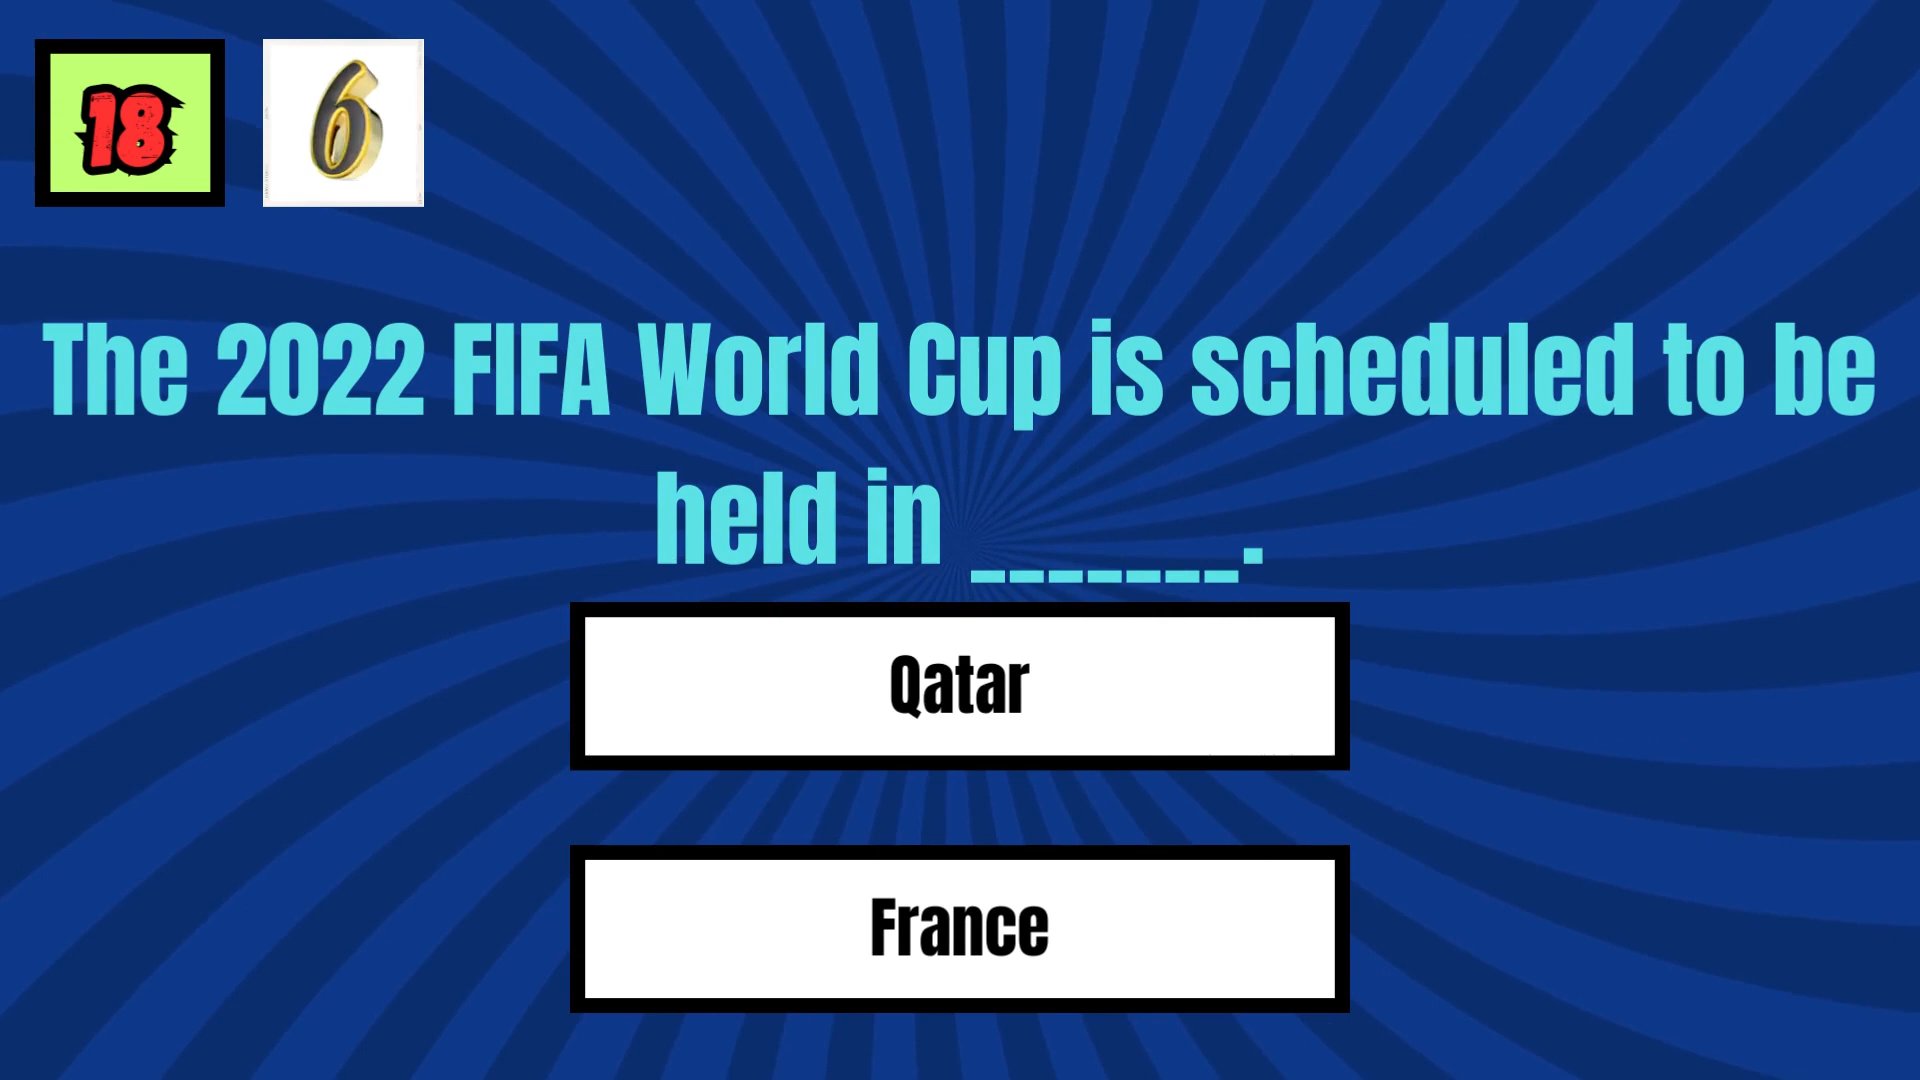 18
6
The 2022 FIFA World Cup is scheduled to be
held in _______.
Qatar
France